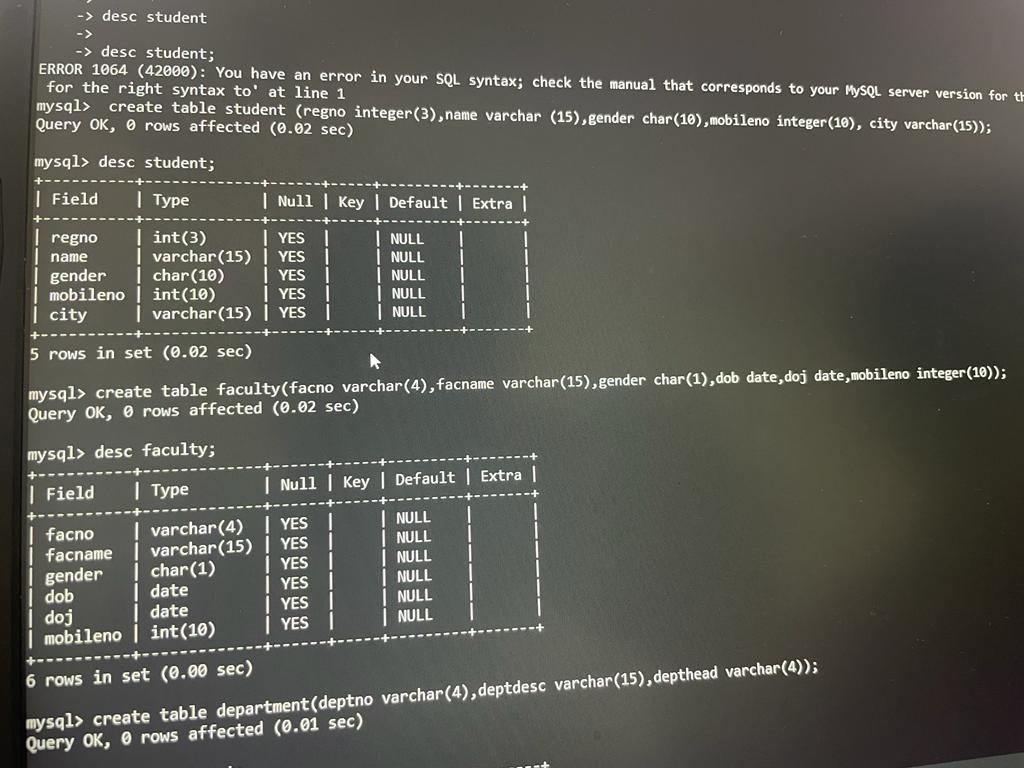 -> desc student
->
-> desc student;
ERROR 1064 (42000): You have an error in your SQL syntax; check the manual that corresponds to your MySQL server version for
for the right syntax to' at line 1
mysql>  create table student (regno integer(3),name varchar (15),gender char(10),mobileno integer(10), city varchar(15));
Query OK, 0 rows affected (0.02 sec)
mysql> desc student;
+----------+-------------+------+-----+---------+-------+
| Field    | Type        | Null | Key | Default | Extra |
+----------+-------------+------+-----+---------+-------+
| regno    | int(3)      | YES  |     | NULL    |       |
| name     | varchar(15) | YES  |     | NULL    |       |
| gender   | char(10)    | YES  |     | NULL    |       |
| mobileno | int(10)     | YES  |     | NULL    |       |
| city     | varchar(15) | YES  |     | NULL    |       |
+----------+-------------+------+-----+---------+-------+
5 rows in set (0.02 sec)
mysql> create table faculty(facno varchar(4),facname varchar(15),gender char(1),dob date,doj date,mobileno integer(10));
Query OK, 0 rows affected (0.02 sec)
mysql> desc faculty;
+----------+-------------+------+-----+---------+-------+
| Field    | Type        | Null | Key | Default | Extra |
+----------+-------------+------+-----+---------+-------+
| facno    | varchar(4)  | YES  |     | NULL    |       |
| facname  | varchar(15) | YES  |     | NULL    |       |
| gender   | char(1)     | YES  |     | NULL    |       |
| dob      | date        | YES  |     | NULL    |       |
| doj      | date        | YES  |     | NULL    |       |
| mobileno | int(10)     | YES  |     | NULL    |       |
+----------+-------------+------+-----+---------+-------+
6 rows in set (0.00 sec)
mysql> create table department(deptno varchar(4),deptdesc varchar(15),depthead varchar(4));
Query OK, 0 rows affected (0.01 sec)